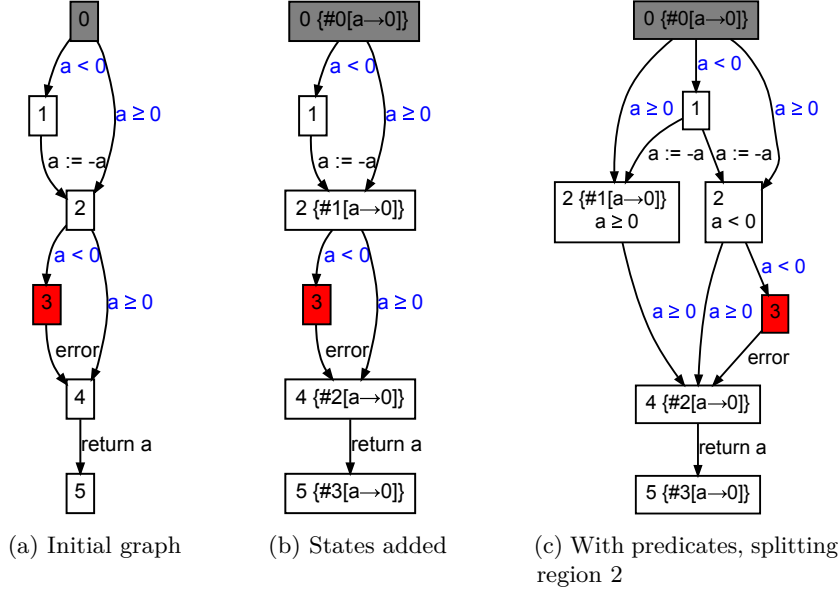 0
a < 0
1
a ≥ 0
a := -a
2
a < 0
3
a ≥ 0
error
4
return a
5
(a) Initial graph
0 {#0[a→0]}
a < 0
1
a ≥ 0
a := -a
2 {#1[a→0]}
a < 0
3
a ≥ 0
error
4 {#2[a→0]}
return a
5 {#3[a→0]}
(b) States added
0 {#0[a→0]}
a < 0
a ≥ 0
1
a ≥ 0
a := -a
a := -a
2 {#1[a→0]}
a ≥ 0
2
a < 0
a < 0
a ≥ 0
a ≥ 0
3
error
4 {#2[a→0]}
return a
5 {#3[a→0]}
(c) With predicates, splitting
region 2